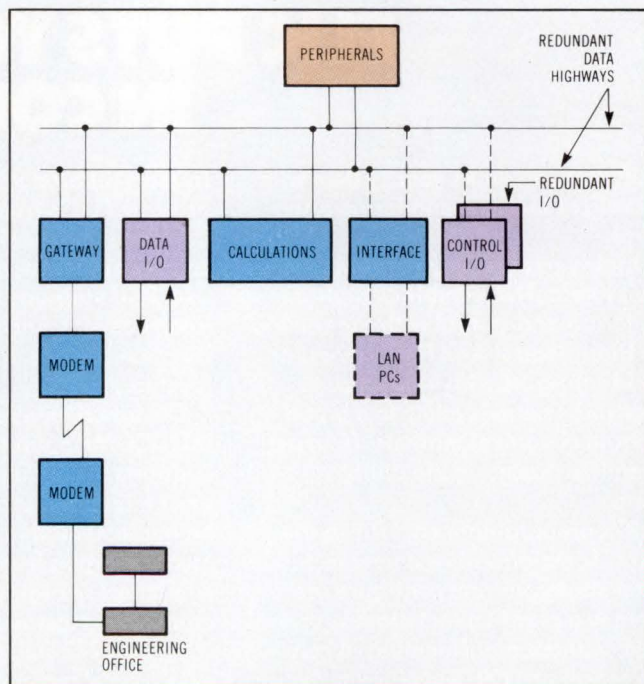 PERIPHERALS
REDUNDANT
DATA
HIGHWAYS
REDUNDANT
I/O
GATEWAY
DATA
I/O
CALCULATIONS
INTERFACE
CONTROL
I/O
MODEM
LAN
PCs
MODEM
ENGINEERING
OFFICE